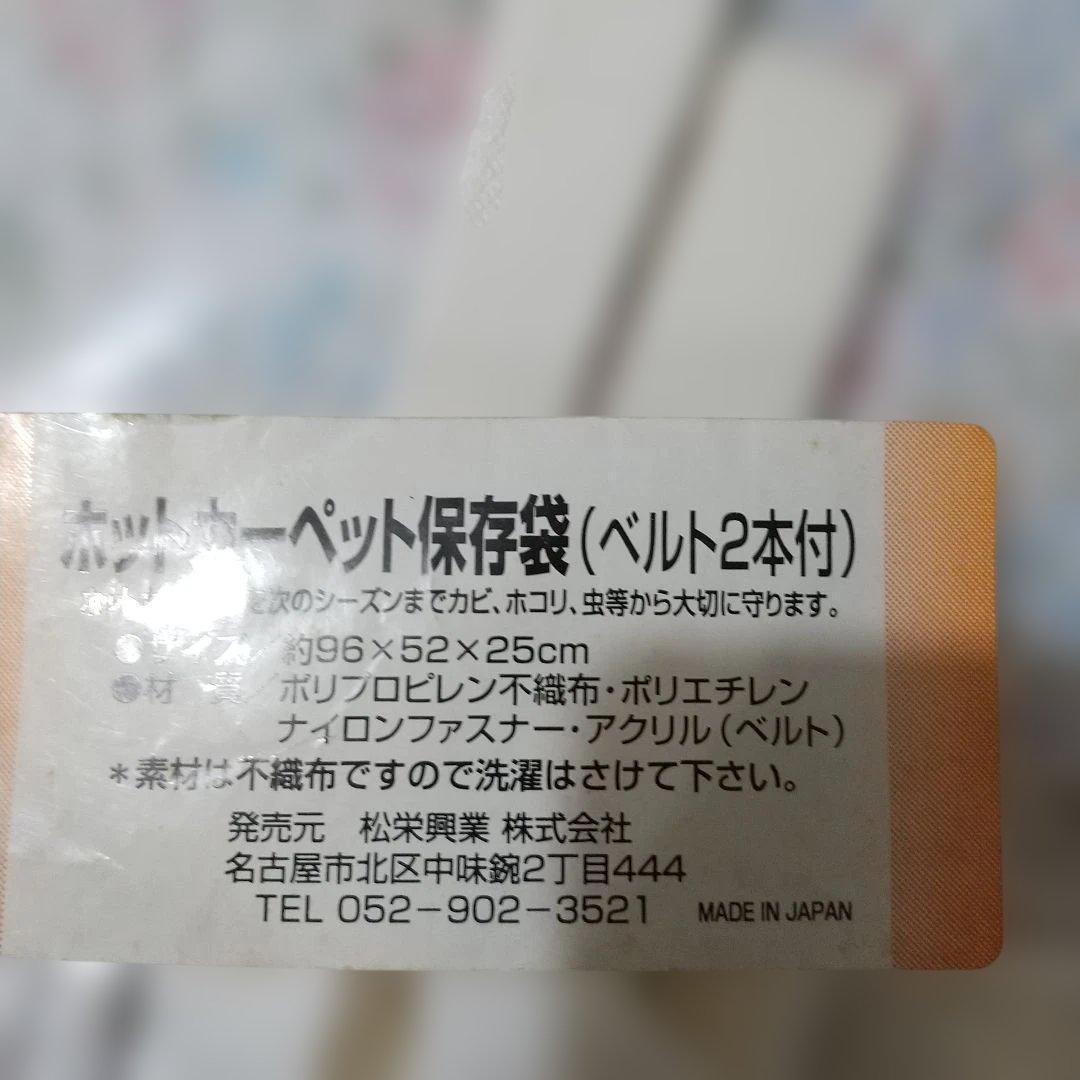 ホットカーペット保存袋（ベルト2本付）
を次のシーズンまでカビ、ホコリ、虫等から大切に守ります。
●サイズ／約96×52×25cm
●材　質／ポリプロピレン不織布・ポリエチレン
ナイロンファスナー・アクリル（ベルト）
＊素材は不織布ですので洗濯はさけて下さい。
発売元　松栄興業 株式会社
名古屋市北区中味鋺2丁目444
TEL 052－902－3521　MADE IN JAPAN